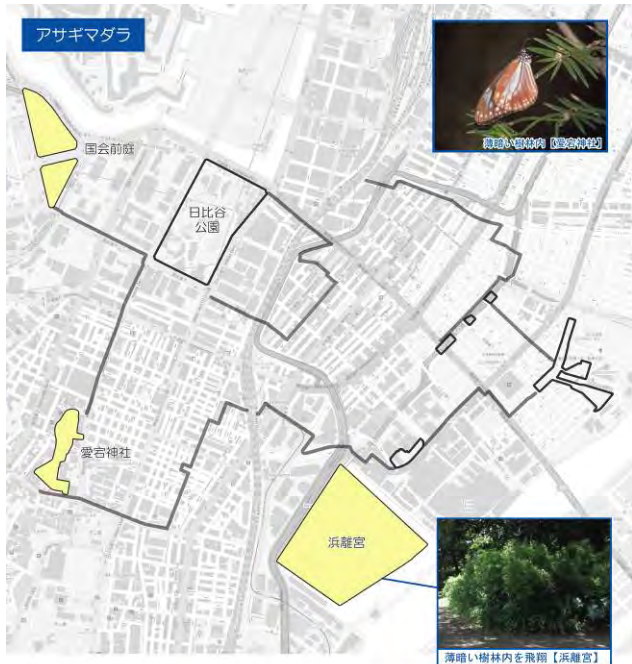 アサギマダラ
薄暗い樹林内【愛宕神社】
国会前庭
日比谷
公園
愛宕神社
浜離宮
薄暗い樹林内を飛翔【浜離宮】